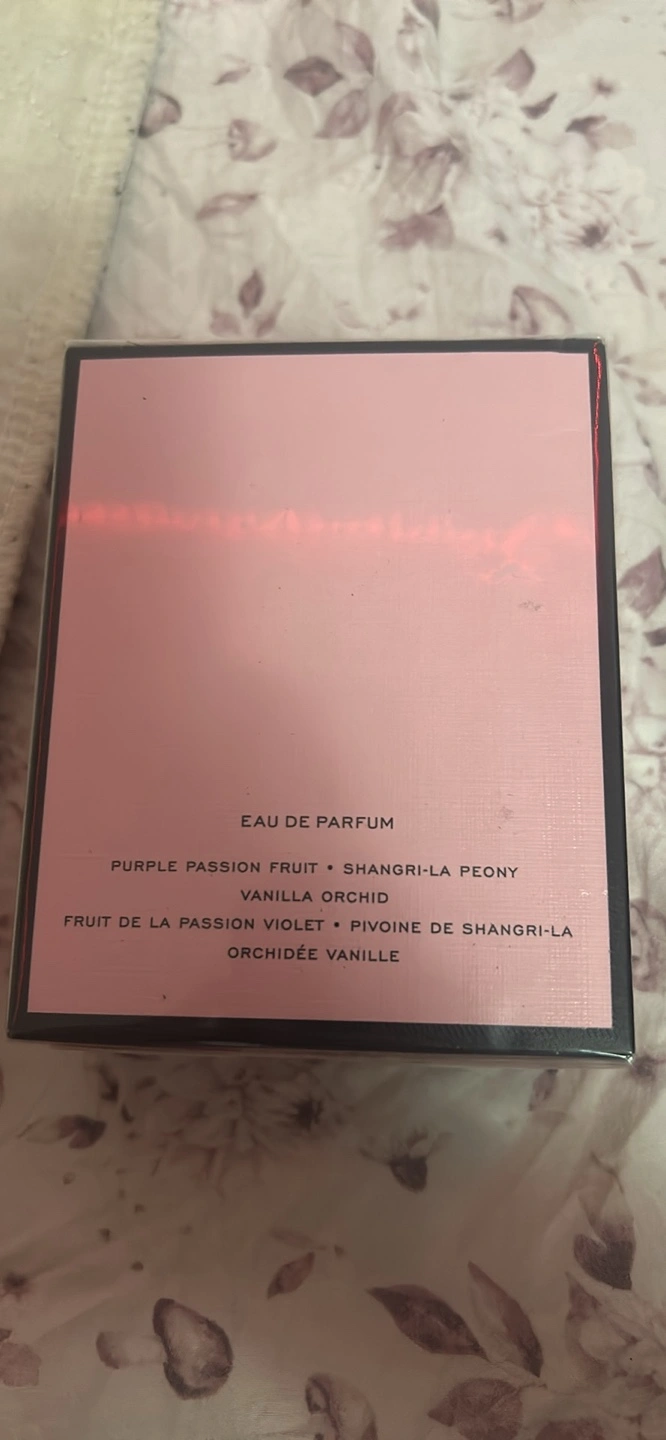 EAU DE PARFUM
PURPLE PASSION FRUIT • SHANGRI-LA PEONY
VANILLA ORCHID
FRUIT DE LA PASSION VIOLET • PIVOINE DE SHANGRI-LA
ORCHIDÉE VANILLE